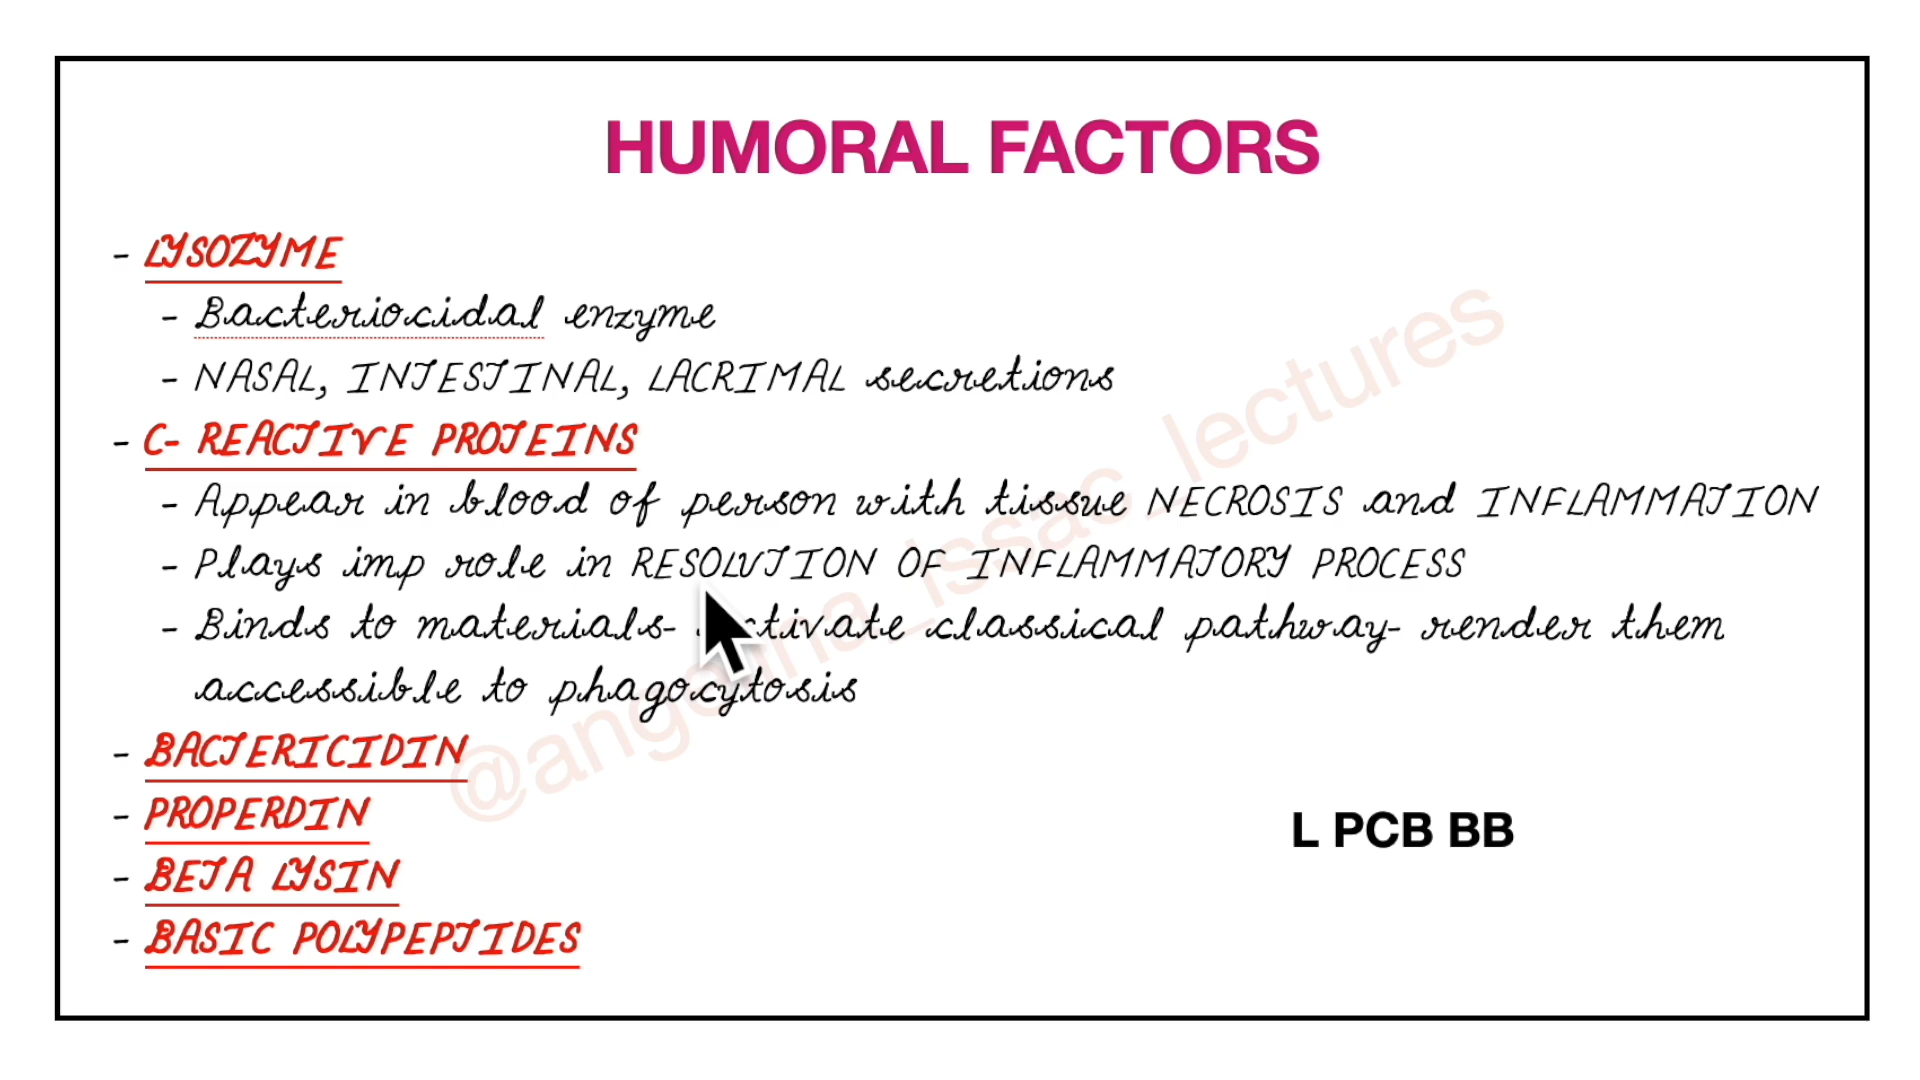 HUMORAL FACTORS
- LYSOZYME
- Bacteriocidal enzyme
- NASAL, INTESTINAL, LACRIMAL secretions
- C- REACTIVE PROTEINS
- Appear in blood of person with tissue NECROSIS and INFLAMMATION
- Plays imp role in RESOLUTION OF INFLAMMATORY PROCESS
- Binds to materials- activate classical pathway- render them
accessible to phagocytosis
- BACTERICIDIN
- PROPERDIN
L PCB BB
- BETA LYSIN
- BASIC POLYPEPTIDES